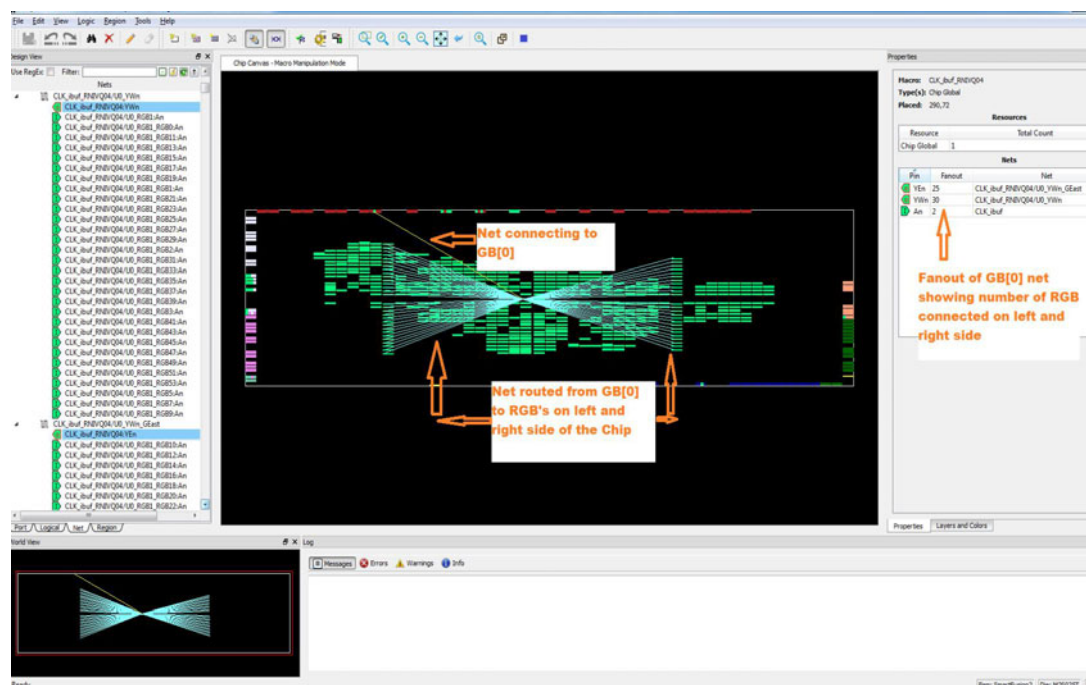 File Edit View Logic Region Tools Help
Design View
Use RegEx Filter:
Nets
CLK_ibuf_RNIVQ04/U0_YWn
CLK_ibuf_RNIVQ04:YWn
CLK_ibuf_RNIVQ04/U0_RGB1:An
CLK_ibuf_RNIVQ04/U0_RGB1_RGB0:An
CLK_ibuf_RNIVQ04/U0_RGB1_RGB11:An
CLK_ibuf_RNIVQ04/U0_RGB1_RGB13:An
CLK_ibuf_RNIVQ04/U0_RGB1_RGB15:An
CLK_ibuf_RNIVQ04/U0_RGB1_RGB17:An
CLK_ibuf_RNIVQ04/U0_RGB1_RGB19:An
CLK_ibuf_RNIVQ04/U0_RGB1_RGB1:An
CLK_ibuf_RNIVQ04/U0_RGB1_RGB21:An
CLK_ibuf_RNIVQ04/U0_RGB1_RGB23:An
CLK_ibuf_RNIVQ04/U0_RGB1_RGB25:An
CLK_ibuf_RNIVQ04/U0_RGB1_RGB27:An
CLK_ibuf_RNIVQ04/U0_RGB1_RGB29:An
CLK_ibuf_RNIVQ04/U0_RGB1_RGB2:An
CLK_ibuf_RNIVQ04/U0_RGB1_RGB31:An
CLK_ibuf_RNIVQ04/U0_RGB1_RGB33:An
CLK_ibuf_RNIVQ04/U0_RGB1_RGB35:An
CLK_ibuf_RNIVQ04/U0_RGB1_RGB37:An
CLK_ibuf_RNIVQ04/U0_RGB1_RGB39:An
CLK_ibuf_RNIVQ04/U0_RGB1_RGB3:An
CLK_ibuf_RNIVQ04/U0_RGB1_RGB41:An
CLK_ibuf_RNIVQ04/U0_RGB1_RGB43:An
CLK_ibuf_RNIVQ04/U0_RGB1_RGB45:An
CLK_ibuf_RNIVQ04/U0_RGB1_RGB47:An
CLK_ibuf_RNIVQ04/U0_RGB1_RGB49:An
CLK_ibuf_RNIVQ04/U0_RGB1_RGB51:An
CLK_ibuf_RNIVQ04/U0_RGB1_RGB53:An
CLK_ibuf_RNIVQ04/U0_RGB1_RGB5:An
CLK_ibuf_RNIVQ04/U0_RGB1_RGB7:An
CLK_ibuf_RNIVQ04/U0_RGB1_RGB9:An
CLK_ibuf_RNIVQ04/U0_YWn_GEast
CLK_ibuf_RNIVQ04:YEn
CLK_ibuf_RNIVQ04/U0_RGB1_RGB10:An
CLK_ibuf_RNIVQ04/U0_RGB1_RGB12:An
CLK_ibuf_RNIVQ04/U0_RGB1_RGB14:An
CLK_ibuf_RNIVQ04/U0_RGB1_RGB16:An
CLK_ibuf_RNIVQ04/U0_RGB1_RGB18:An
CLK_ibuf_RNIVQ04/U0_RGB1_RGB20:An
CLK_ibuf_RNIVQ04/U0_RGB1_RGB22:An
Port Logical Net Region
Chip Canvas - Macro Manipulation Mode
Net connecting to
GB[0]
Net routed from GB[0]
to RGB's on left and
right side of the Chip
Properties
Macro: CLK_ibuf_RNIVQ04
Type(s): Chip Global
Placed: 290,72
Resources
Resource Total Count
Chip Global 1
Nets
Pin Fanout Net
YEn 25 CLK_ibuf_RNIVQ04/U0_YWn_GEast
YWn 30 CLK_ibuf_RNIVQ04/U0_YWn
An 2 CLK_ibuf
Fanout of GB[0] net
showing number of RGB
connected on left and
right side
Properties Layers and Colors
World View
Log
Messages Errors Warnings Info